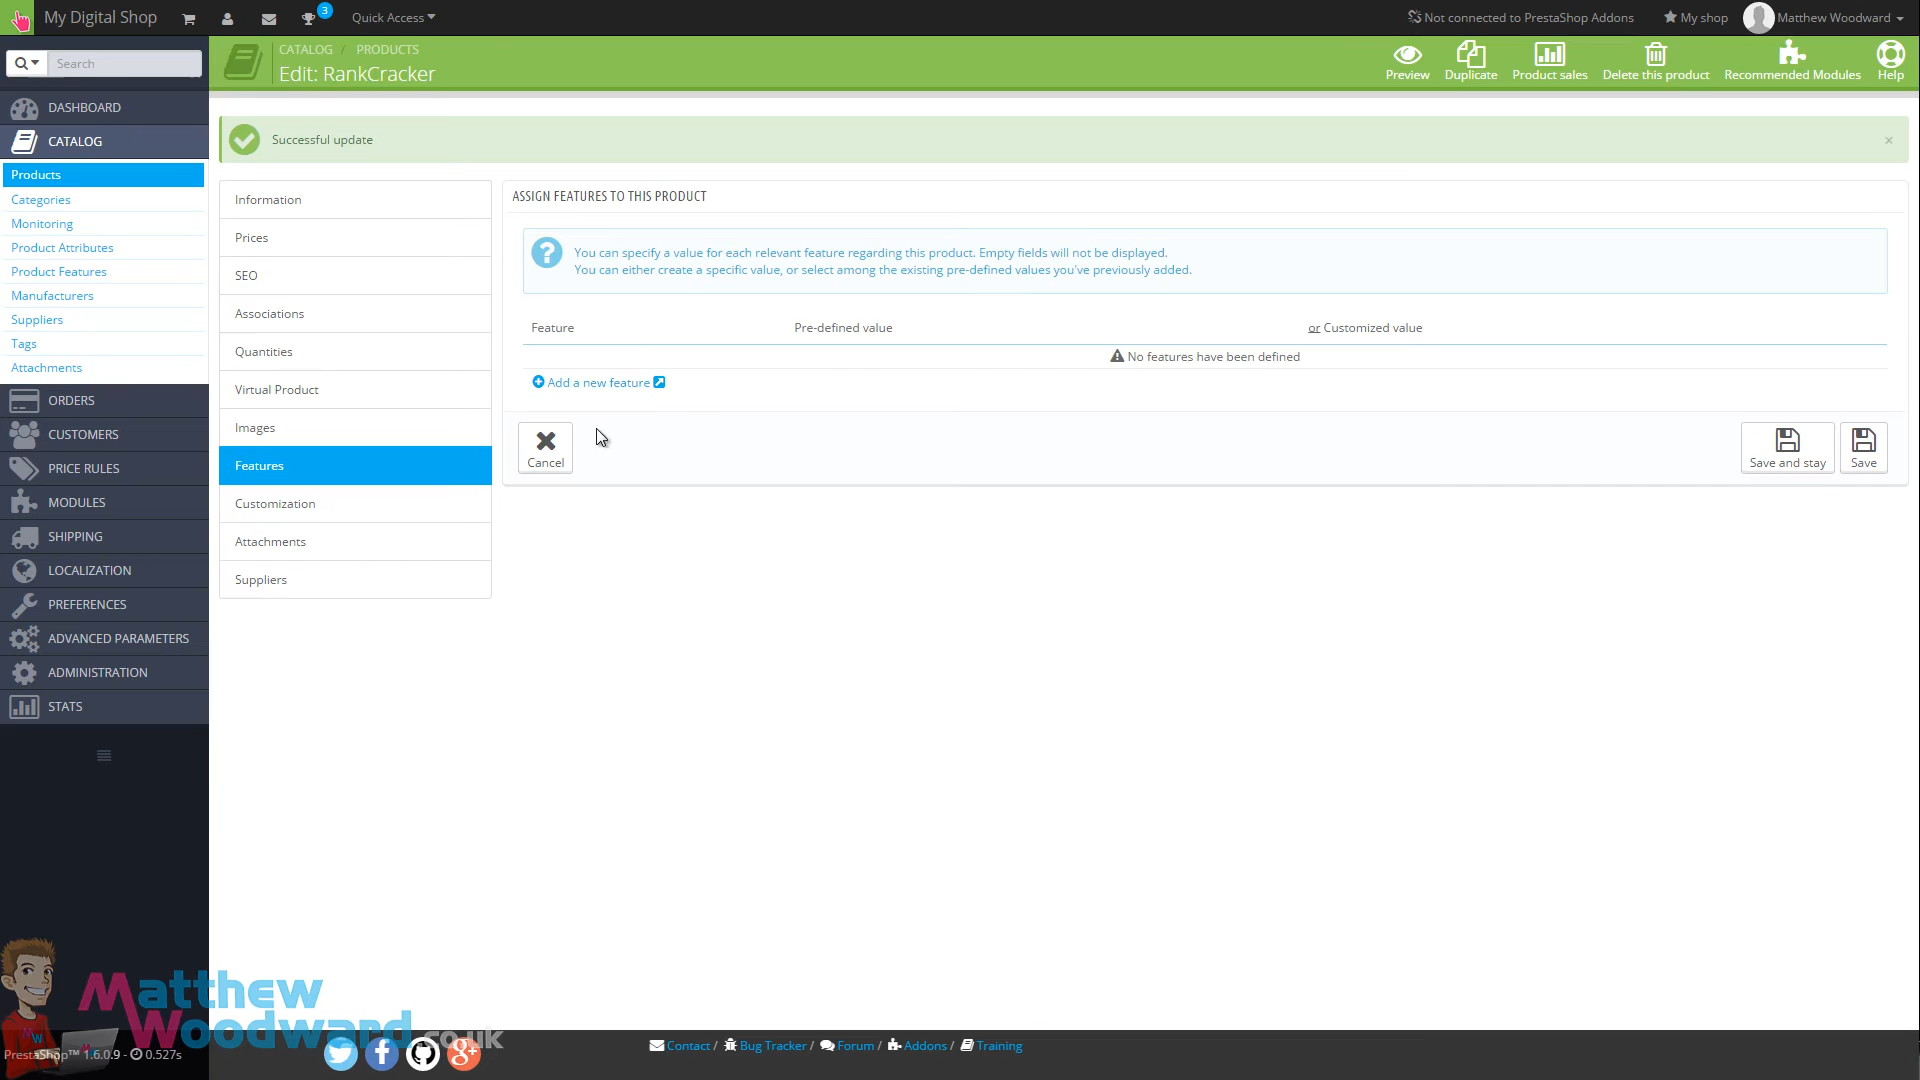 My Digital Shop
3
Quick Access
Not connected to PrestaShop Addons
My shop
Matthew Woodward
Search
CATALOG / PRODUCTS
Edit: RankCracker
Preview
Duplicate
Product sales
Delete this product
Recommended Modules
Help
DASHBOARD
CATALOG
Products
Categories
Monitoring
Product Attributes
Product Features
Manufacturers
Suppliers
Tags
Attachments
ORDERS
CUSTOMERS
PRICE RULES
MODULES
SHIPPING
LOCALIZATION
PREFERENCES
ADVANCED PARAMETERS
ADMINISTRATION
STATS
Successful update
×
Information
Prices
SEO
Associations
Quantities
Virtual Product
Images
Features
Customization
Attachments
Suppliers
ASSIGN FEATURES TO THIS PRODUCT
You can specify a value for each relevant feature regarding this product. Empty fields will not be displayed.
You can either create a specific value, or select among the existing pre-defined values you've previously added.
Feature
Pre-defined value
or Customized value
No features have been defined
Add a new feature
Cancel
Save and stay
Save
Matthew
Woodward.co.uk
PrestaShop™ 1.6.0.9 - 0.527s
Contact / Bug Tracker / Forum / Addons / Training